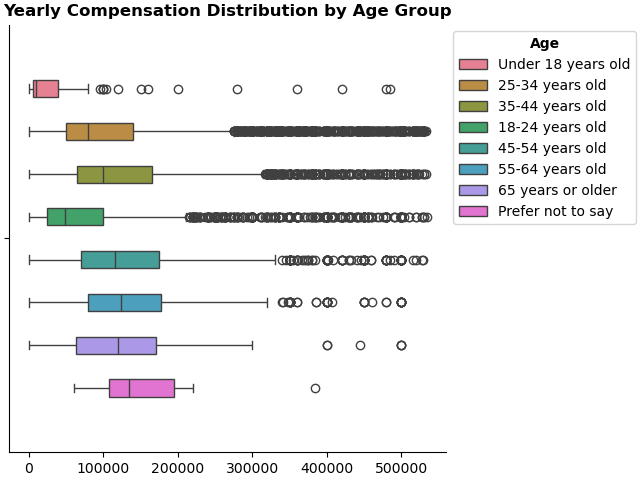 Yearly Compensation Distribution by Age Group
Age
Under 18 years old
25-34 years old
35-44 years old
18-24 years old
45-54 years old
55-64 years old
65 years or older
Prefer not to say
0 100000 200000 300000 400000 500000